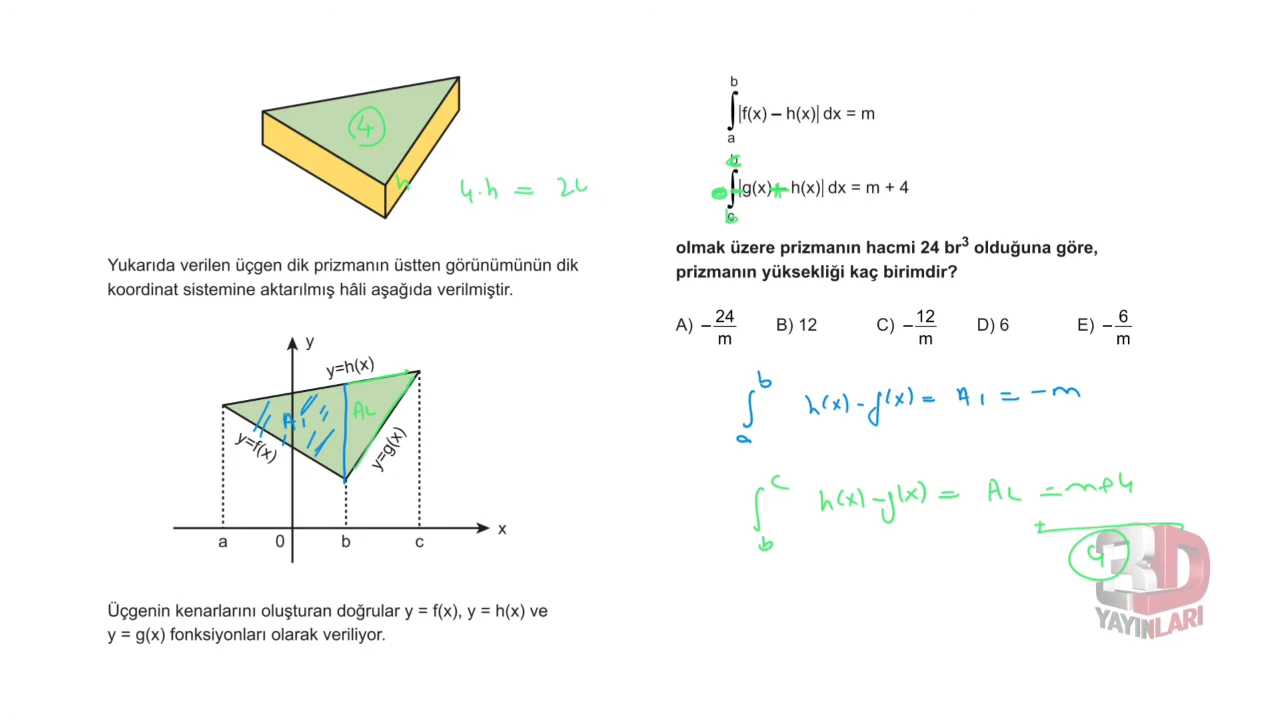 4
h
4·h = 24
Yukarıda verilen üçgen dik prizmanın üstten görünümünün dik
koordinat sistemine aktarılmış hâli aşağıda verilmiştir.
y
y=h(x)
A1
A2
y=f(x)
y=g(x)
x
a 0 b c
Üçgenin kenarlarını oluşturan doğrular y = f(x), y = h(x) ve
y = g(x) fonksiyonları olarak veriliyor.
b
∫ |f(x) – h(x)| dx = m
a
c
∫ |g(x) + h(x)| dx = m + 4
b
olmak üzere prizmanın hacmi 24 br³ olduğuna göre,
prizmanın yüksekliği kaç birimdir?
A) –24/m B) 12 C) –12/m D) 6 E) –6/m
b
∫ h(x) – f(x) = A1 = –m
a
c
∫ h(x) – g(x) = A2 = m+4
b
+
4
3D
YAYINLARI